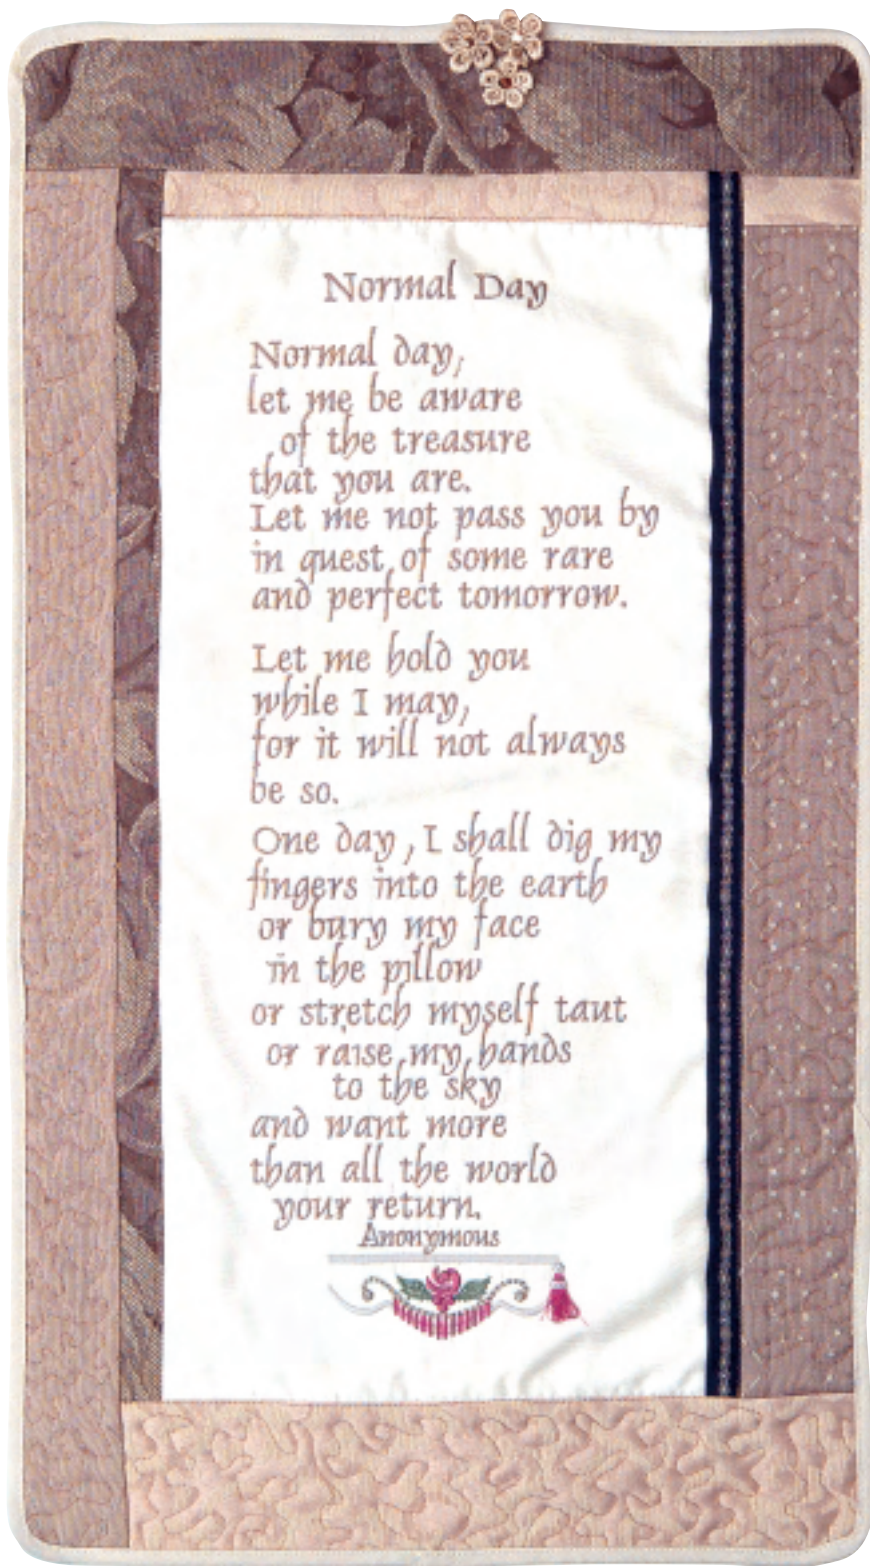 Normal Day
Normal day,
let me be aware
of the treasure
that you are.
Let me not pass you by
in quest of some rare
and perfect tomorrow.
Let me hold you
while I may,
for it will not always
be so.
One day, I shall dig my
fingers into the earth
or bury my face
in the pillow
or stretch myself taut
or raise my hands
to the sky
and want more
than all the world
your return.
Anonymous